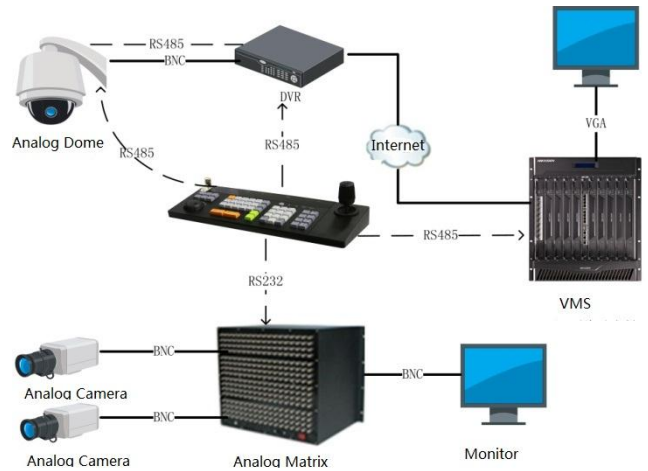 RS485
BNC
DVR
VGA
Analog Dome
RS485
RS485
Internet
RS485
VMS
RS232
BNC
Analog Camera
BNC
BNC
Analog Camera
Analog Matrix
Monitor